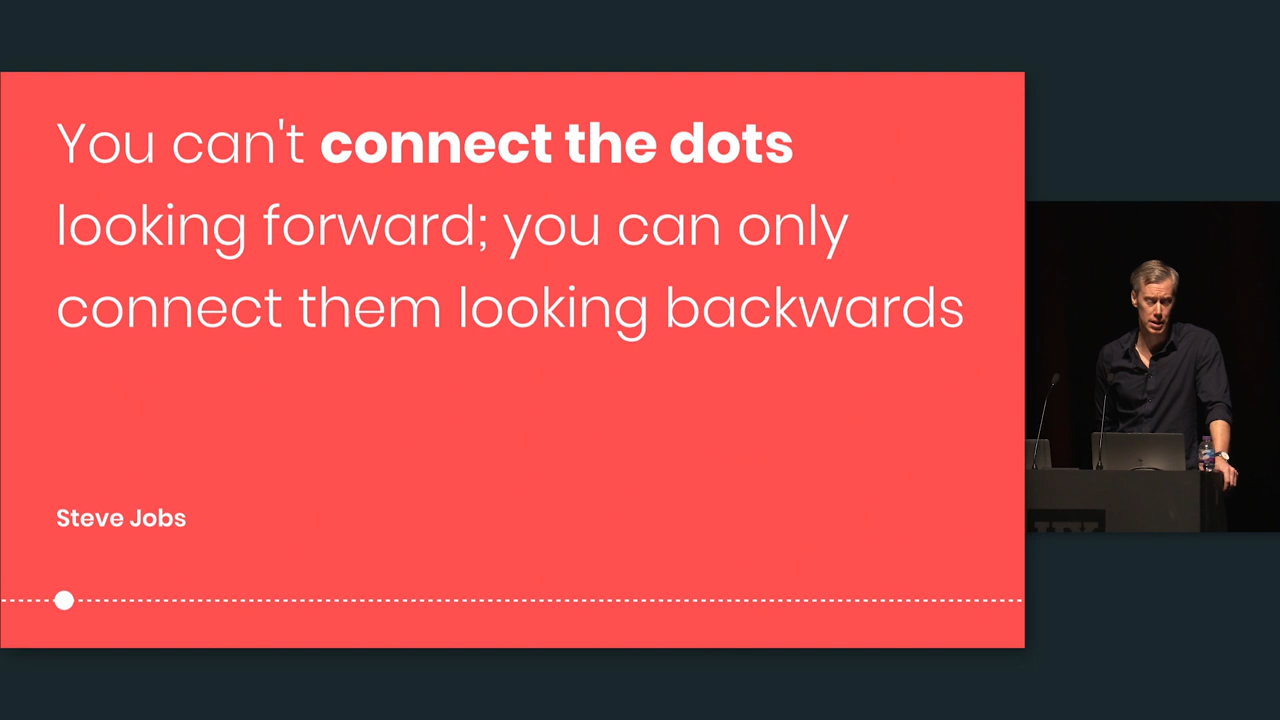 You can't connect the dots
looking forward; you can only
connect them looking backwards
Steve Jobs